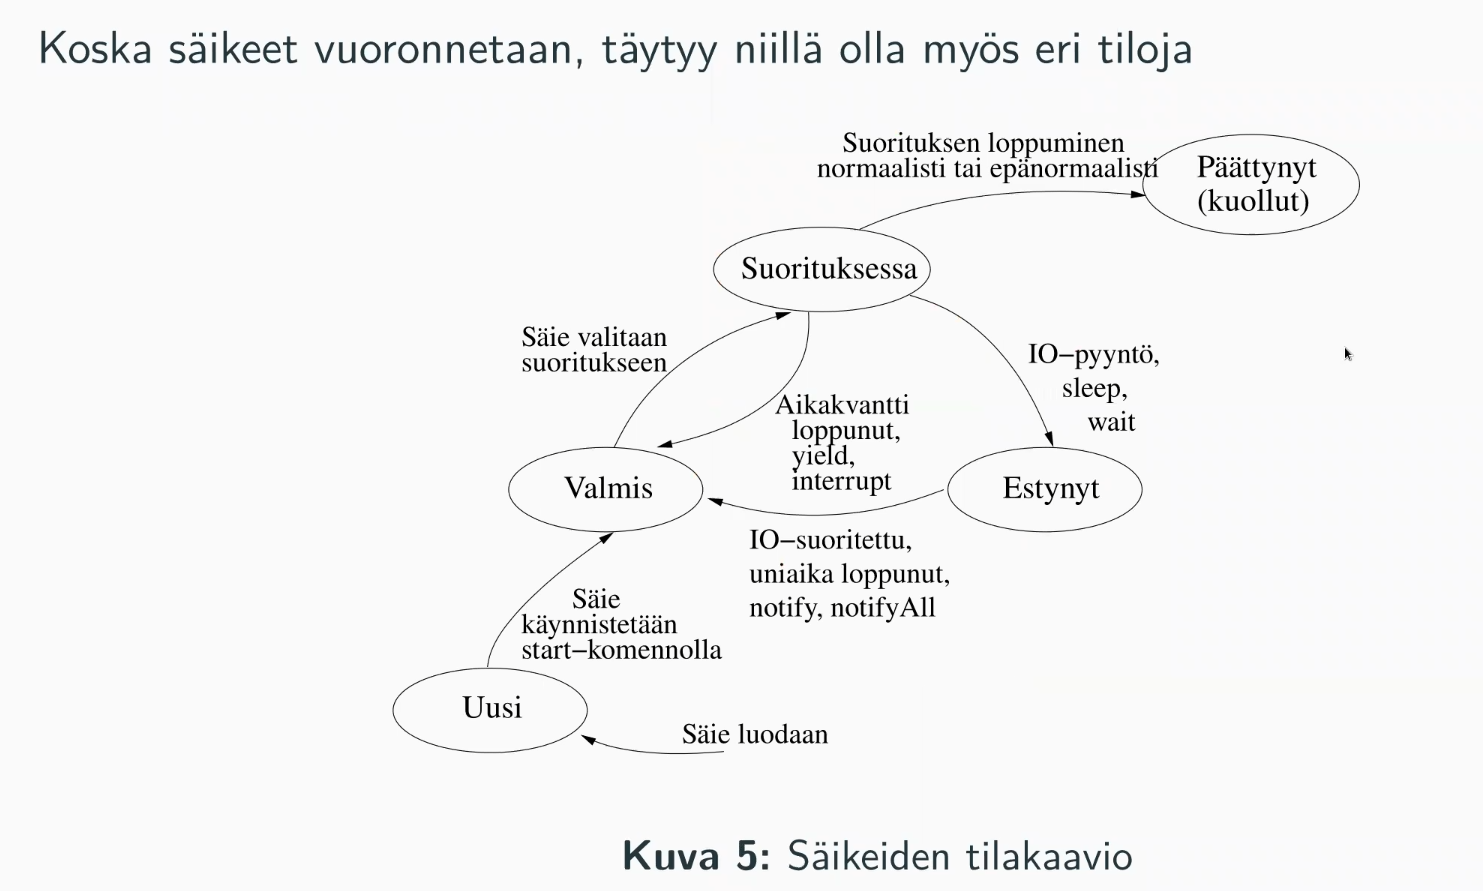 Koska säikeet vuoronnetaan, täytyy niillä olla myös eri tiloja
Suorituksen loppuminen
normaalisti tai epänormaalisti
Päättynyt
(kuollut)
Suorituksessa
Säie valitaan
suoritukseen
IO−pyyntö,
sleep,
wait
Aikakvantti
loppunut,
yield,
interrupt
Valmis
Estynyt
IO−suoritettu,
uniaika loppunut,
notify, notifyAll
Säie
käynnistetään
start−komennolla
Uusi
Säie luodaan
Kuva 5: Säikeiden tilakaavio